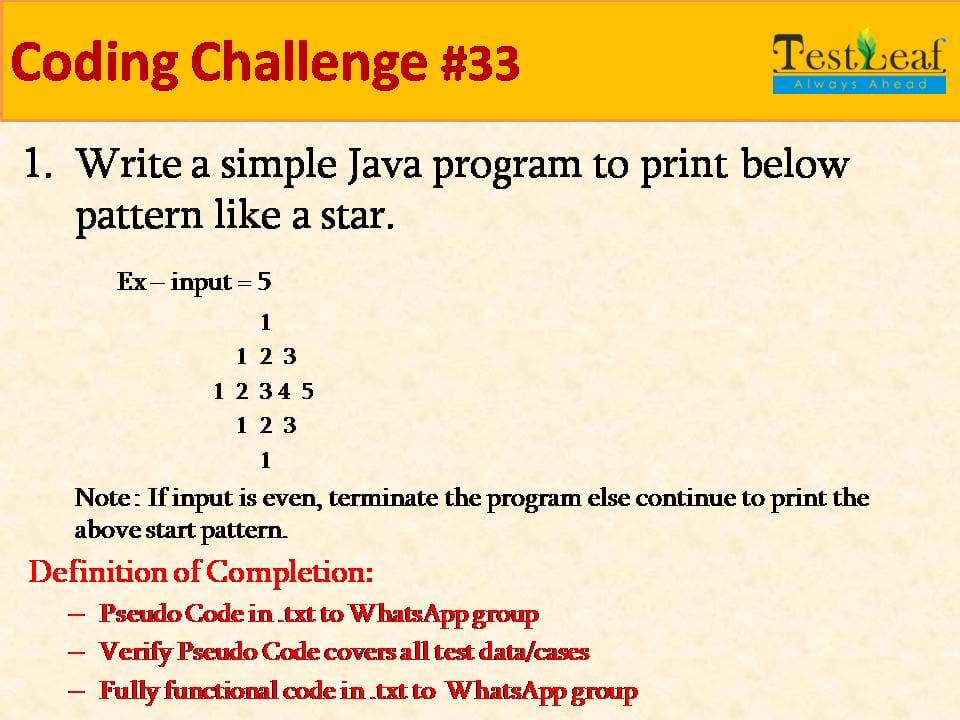 Coding Challenge #33
TestLeaf
Always Ahead
1. Write a simple Java program to print below
pattern like a star.
Ex – input = 5
1
1 2 3
1 2 3 4 5
1 2 3
1
Note : If input is even, terminate the program else continue to print the
above start pattern.
Definition of Completion:
– Pseudo Code in .txt to WhatsApp group
– Verify Pseudo Code covers all test data/cases
– Fully functional code in .txt to WhatsApp group